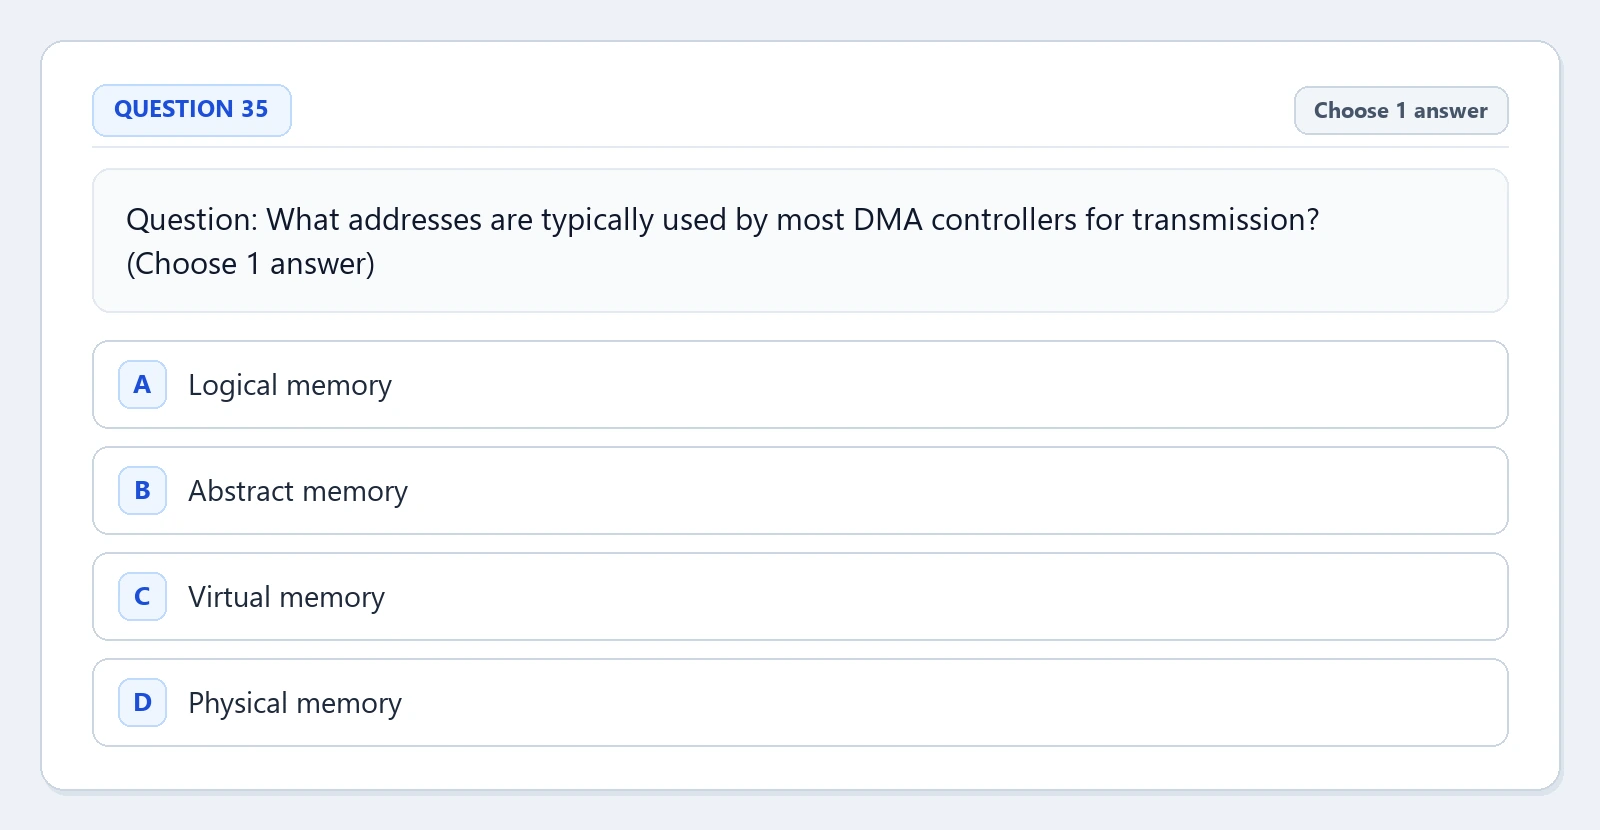 QUESTION 35
Choose 1 answer
Question: What addresses are typically used by most DMA controllers for transmission?
(Choose 1 answer)
A Logical memory
B Abstract memory
C Virtual memory
D Physical memory